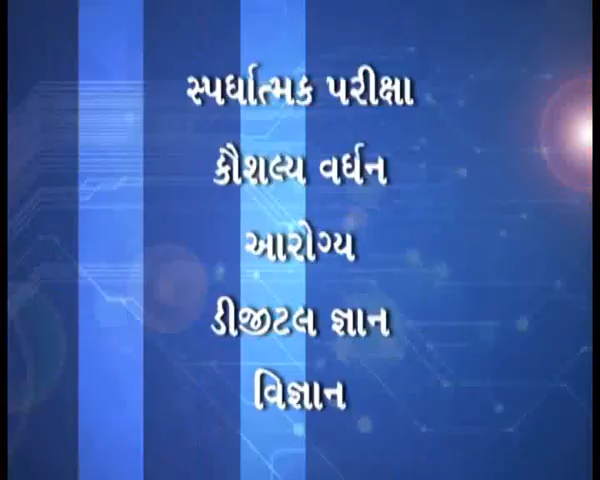 સ્પર્ધાત્મક પરીક્ષા
કૌશલ્ય વર્ધન
આરોગ્ય
ડીજીટલ જ્ઞાન
વિજ્ઞાન